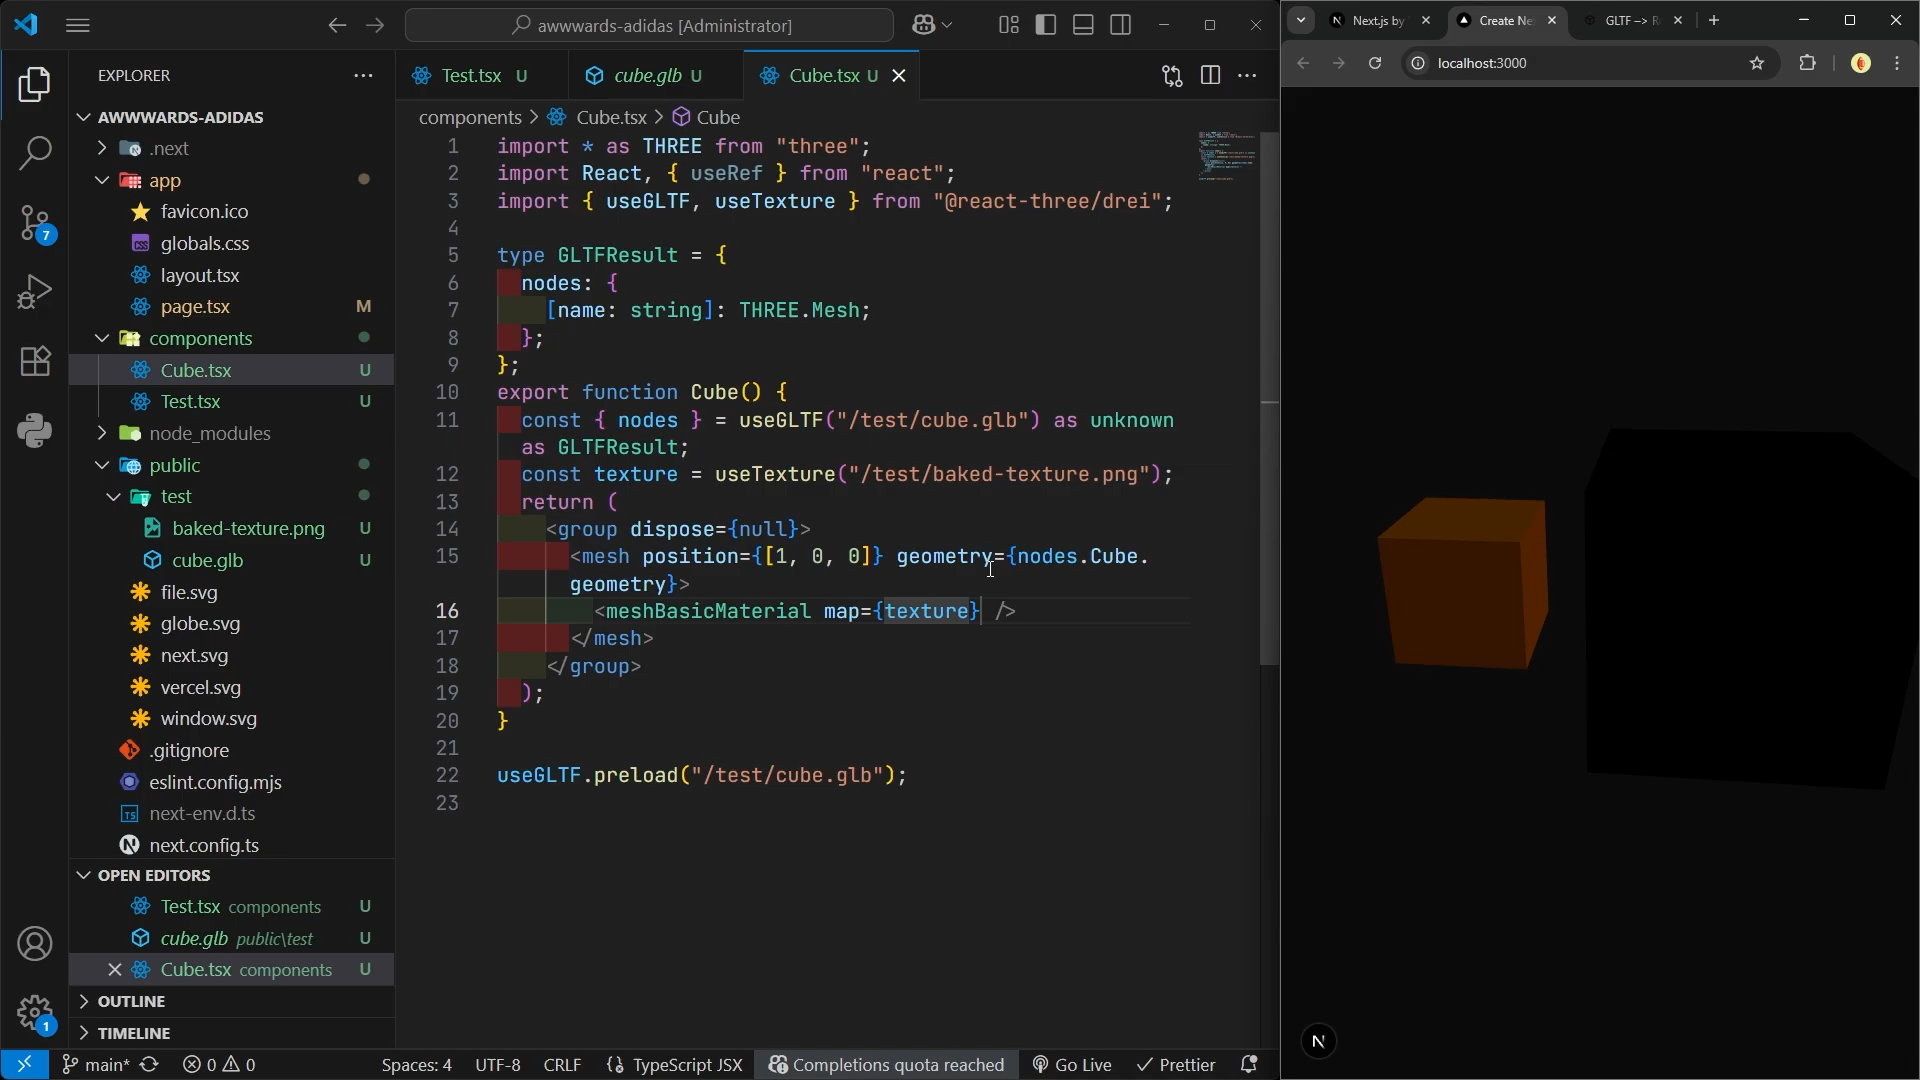 awwwards-adidas [Administrator]
EXPLORER
AWWWARDS-ADIDAS
.next
app
favicon.ico
globals.css
layout.tsx
page.tsx M
components
Cube.tsx U
Test.tsx U
node_modules
public
test
baked-texture.png U
cube.glb U
file.svg
globe.svg
next.svg
vercel.svg
window.svg
.gitignore
eslint.config.mjs
next-env.d.ts
next.config.ts
OPEN EDITORS
Test.tsx components U
cube.glb public\test U
Cube.tsx components U
OUTLINE
TIMELINE
7
1
Test.tsx U
cube.glb U
Cube.tsx U
components > Cube.tsx > Cube
1 import * as THREE from "three";
2 import React, { useRef } from "react";
3 import { useGLTF, useTexture } from "@react-three/drei";
4
5 type GLTFResult = {
6 nodes: {
7 [name: string]: THREE.Mesh;
8 };
9 };
10 export function Cube() {
11 const { nodes } = useGLTF("/test/cube.glb") as unknown
as GLTFResult;
12 const texture = useTexture("/test/baked-texture.png");
13 return (
14 <group dispose={null}>
15 <mesh position={[1, 0, 0]} geometry={nodes.Cube.
geometry}>
16 <meshBasicMaterial map={texture} />
17 </mesh>
18 </group>
19 );
20 }
21
22 useGLTF.preload("/test/cube.glb");
23
main*
0 0
Spaces: 4
UTF-8
CRLF
TypeScript JSX
Completions quota reached
Go Live
Prettier
Next.js by
Create Ne
GLTF -> R
localhost:3000
N